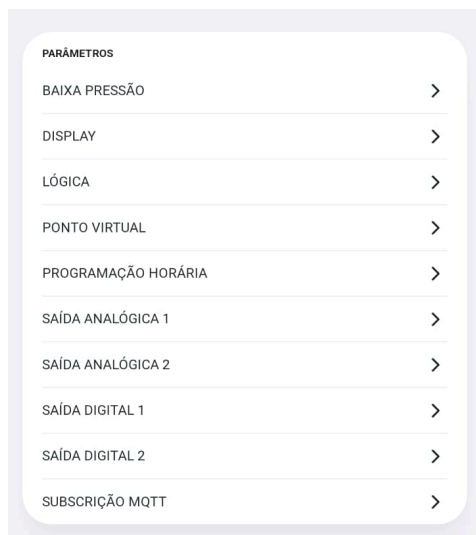 PARÂMETROS
BAIXA PRESSÃO
DISPLAY
LÓGICA
PONTO VIRTUAL
PROGRAMAÇÃO HORÁRIA
SAÍDA ANALÓGICA 1
SAÍDA ANALÓGICA 2
SAÍDA DIGITAL 1
SAÍDA DIGITAL 2
SUBSCRIÇÃO MQTT